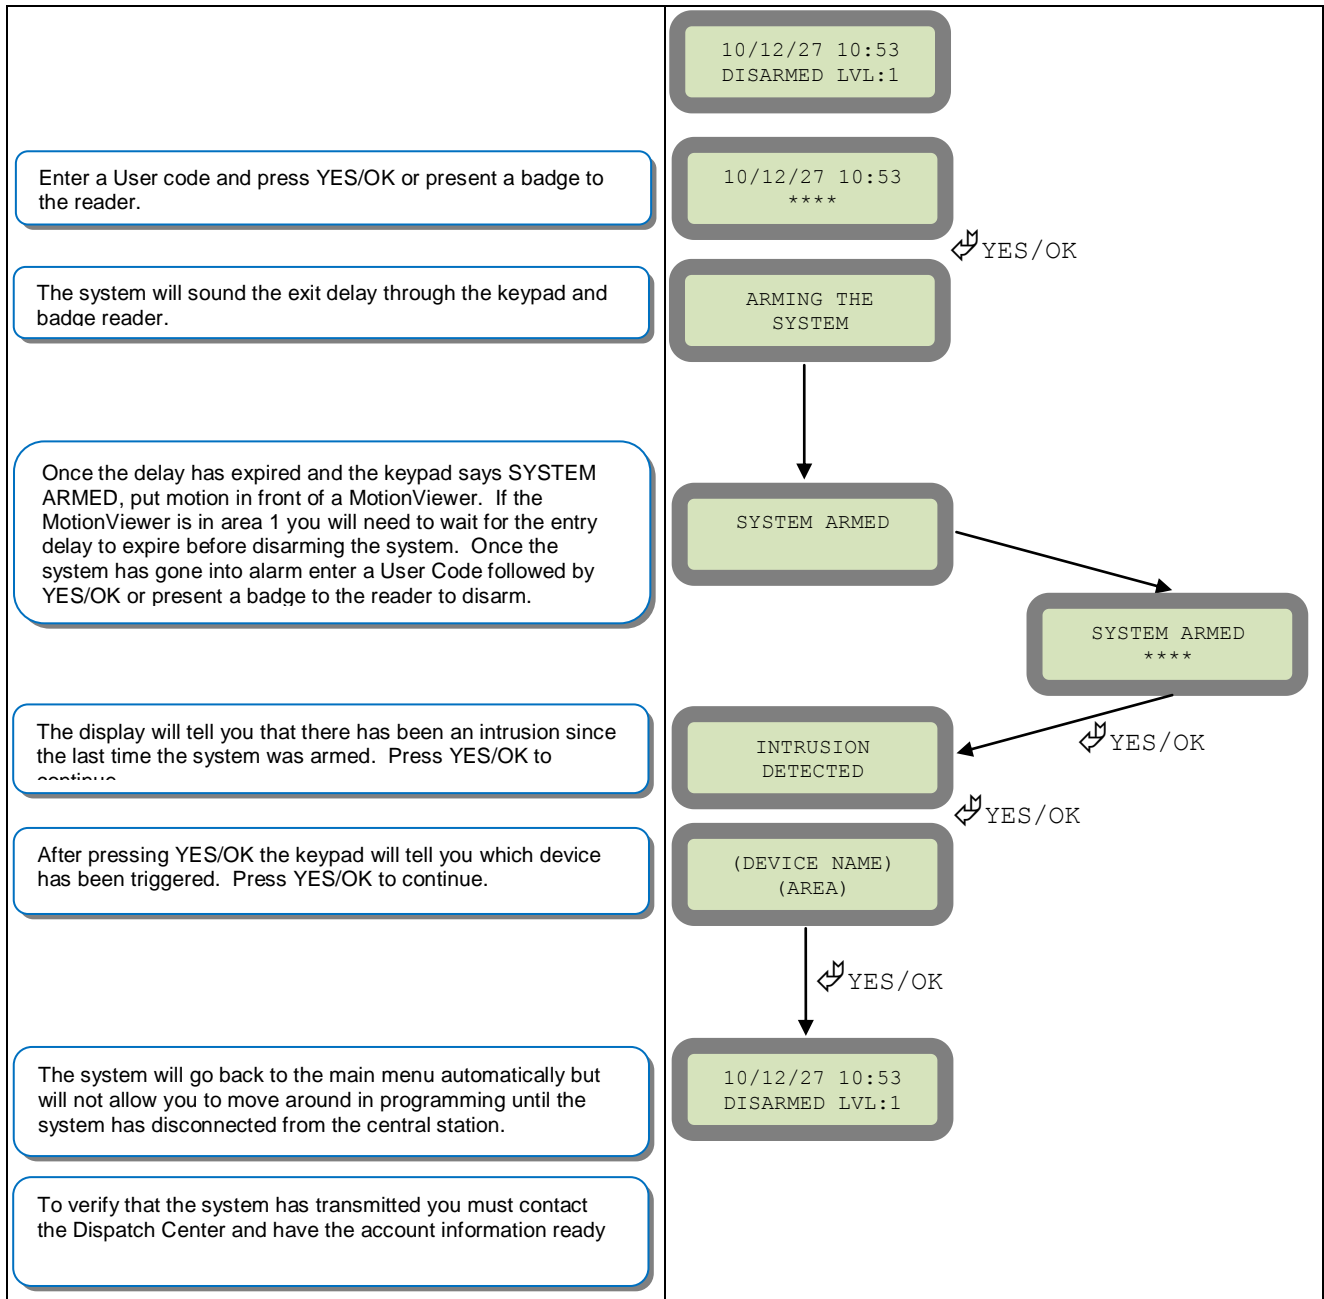 10/12/27 10:53
DISARMED LVL:1
Enter a User code and press YES/OK or present a badge to
the reader.
10/12/27 10:53
****
YES/OK
The system will sound the exit delay through the keypad and
badge reader.
ARMING THE
SYSTEM
Once the delay has expired and the keypad says SYSTEM
ARMED, put motion in front of a MotionViewer.  If the
MotionViewer is in area 1 you will need to wait for the entry
delay to expire before disarming the system.  Once the
system has gone into alarm enter a User Code followed by
YES/OK or present a badge to the reader to disarm.
SYSTEM ARMED
SYSTEM ARMED
****
YES/OK
The display will tell you that there has been an intrusion since
the last time the system was armed.  Press YES/OK to
continue
INTRUSION
DETECTED
YES/OK
After pressing YES/OK the keypad will tell you which device
has been triggered.  Press YES/OK to continue.
(DEVICE NAME)
(AREA)
YES/OK
The system will go back to the main menu automatically but
will not allow you to move around in programming until the
system has disconnected from the central station.
10/12/27 10:53
DISARMED LVL:1
To verify that the system has transmitted you must contact
the Dispatch Center and have the account information ready